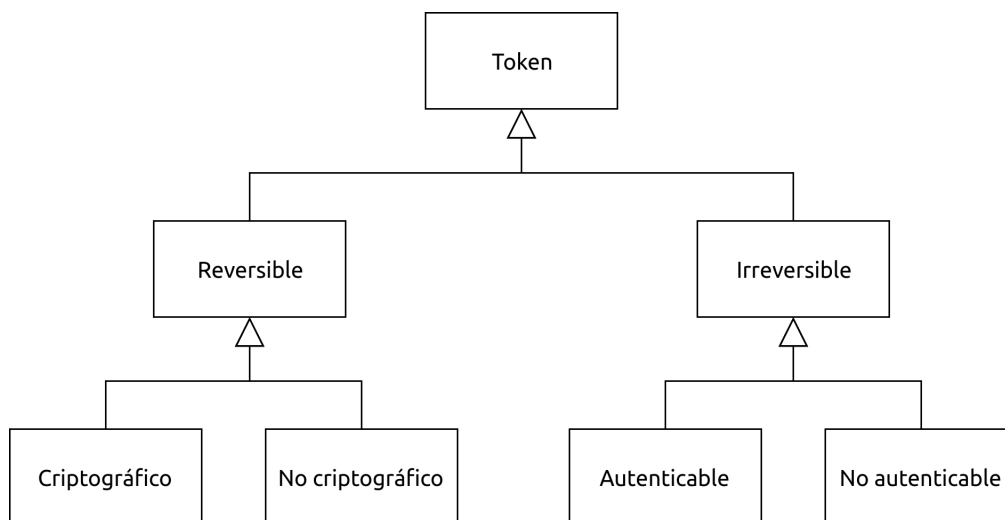 Token
Reversible
Irreversible
Criptográfico
No criptográfico
Autenticable
No autenticable